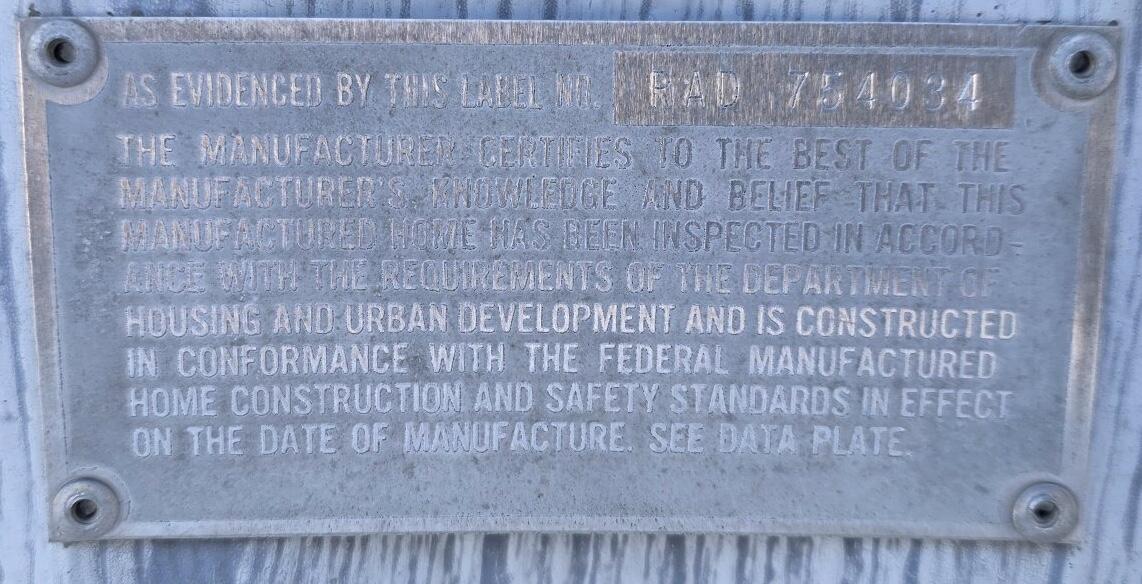 AS EVIDENCED BY THIS LABEL NO. RAD 754034
THE MANUFACTURER CERTIFIES TO THE BEST OF THE
MANUFACTURER'S KNOWLEDGE AND BELIEF THAT THIS
MANUFACTURED HOME HAS BEEN INSPECTED IN ACCORD-
ANCE WITH THE REQUIREMENTS OF THE DEPARTMENT OF
HOUSING AND URBAN DEVELOPMENT AND IS CONSTRUCTED
IN CONFORMANCE WITH THE FEDERAL MANUFACTURED
HOME CONSTRUCTION AND SAFETY STANDARDS IN EFFECT
ON THE DATE OF MANUFACTURE. SEE DATA PLATE.